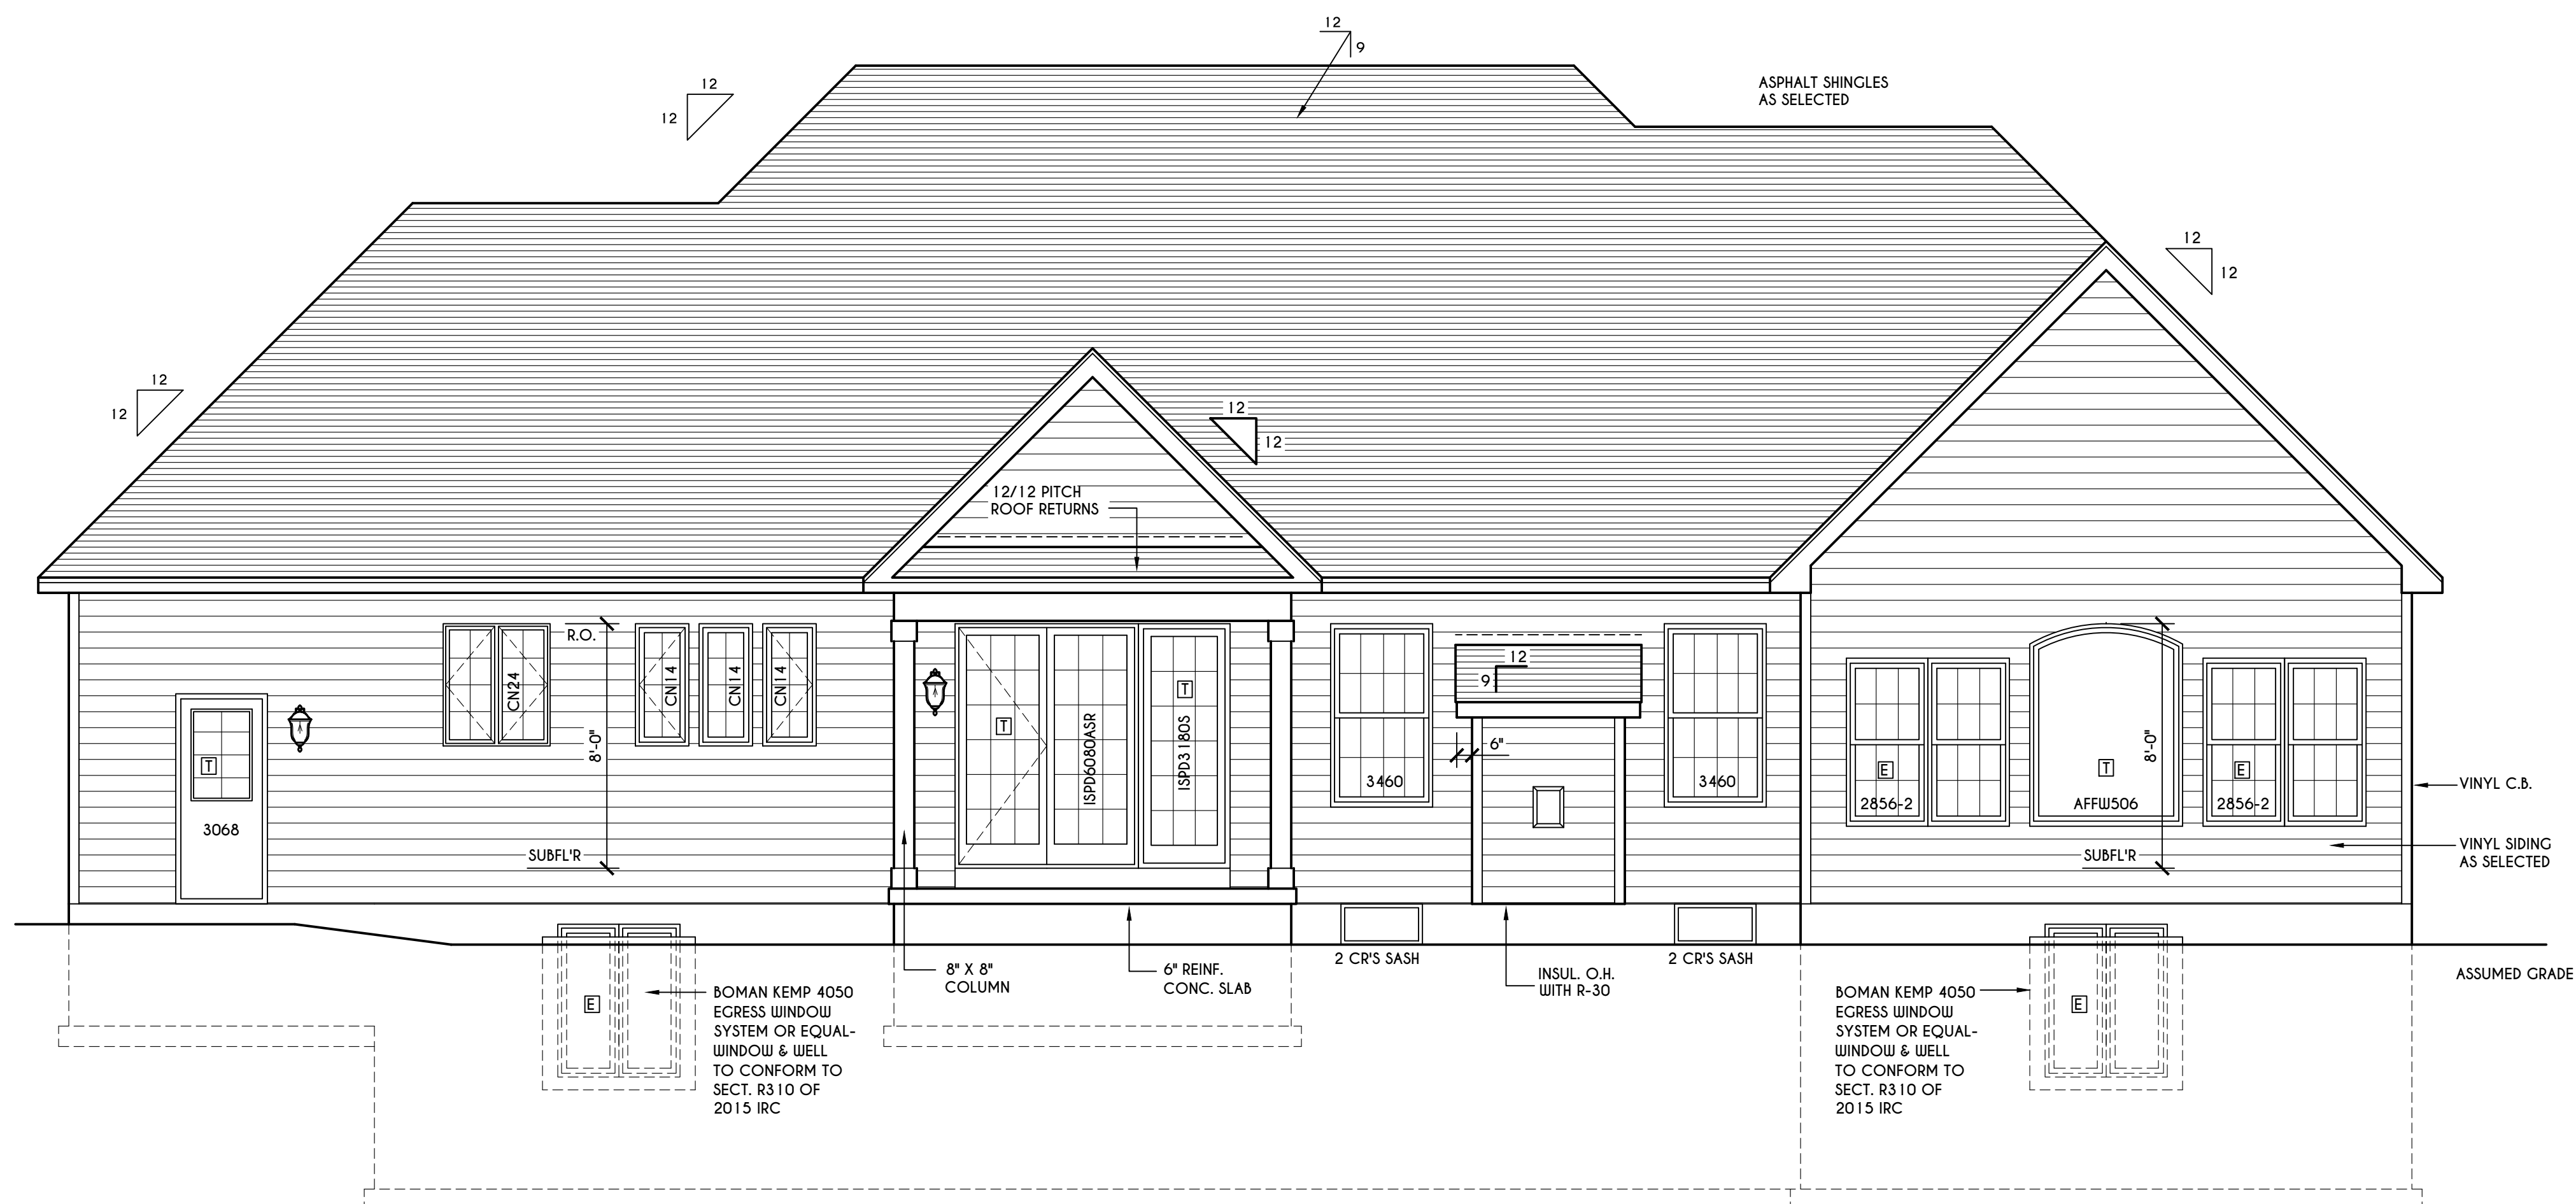 12
9
ASPHALT SHINGLES
AS SELECTED
12
12
12
12
12
12
12
12
12/12 PITCH
ROOF RETURNS
R.O.
8'-0"
SUBFL'R
3068
T
CN24
CN14
CN14
CN14
T
ISPD6080ASR
T
ISPD3180S
3460
12
9
6"
3460
E
2856-2
T
AFFW506
8'-0"
E
2856-2
SUBFL'R
VINYL C.B.
VINYL SIDING
AS SELECTED
2 CR'S SASH
2 CR'S SASH
8" X 8"
COLUMN
6" REINF.
CONC. SLAB
INSUL. O.H.
WITH R-30
ASSUMED GRADE
E
BOMAN KEMP 4050
EGRESS WINDOW
SYSTEM OR EQUAL-
WINDOW & WELL
TO CONFORM TO
SECT. R310 OF
2015 IRC
BOMAN KEMP 4050
EGRESS WINDOW
SYSTEM OR EQUAL-
WINDOW & WELL
TO CONFORM TO
SECT. R310 OF
2015 IRC
E